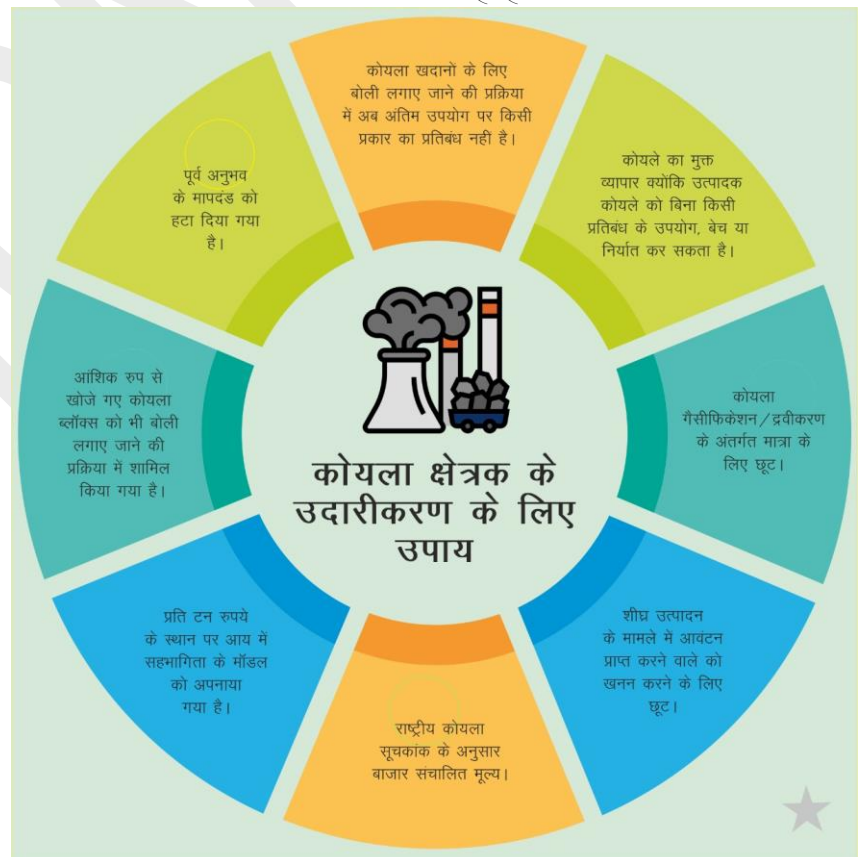 कोयला खदानों के लिए
बोली लगाए जाने की प्रक्रिया
में अब अंतिम उपयोग पर किसी
प्रकार का प्रतिबंध नहीं है।
कोयले का मुक्त
व्यापार क्योंकि उत्पादक
कोयले को बिना किसी
प्रतिबंध के उपयोग, बेच या
निर्यात कर सकता है।
कोयला
गैसीफिकेशन/द्रवीकरण
के अंतर्गत मात्रा के
लिए छूट।
शीघ्र उत्पादन
के मामले में आवंटन
प्राप्त करने वाले को
खनन करने के लिए
छूट।
राष्ट्रीय कोयला
सूचकांक के अनुसार
बाजार संचालित मूल्य।
प्रति टन रुपये
के स्थान पर आय में
सहभागिता के मॉडल
को अपनाया
गया है।
आंशिक रुप से
खोजे गए कोयला
ब्लॉक्स को भी बोली
लगाए जाने की
प्रक्रिया में शामिल
किया गया है।
पूर्व अनुभव
के मापदंड को
हटा दिया गया
है।
कोयला क्षेत्रक के
उदारीकरण के लिए
उपाय